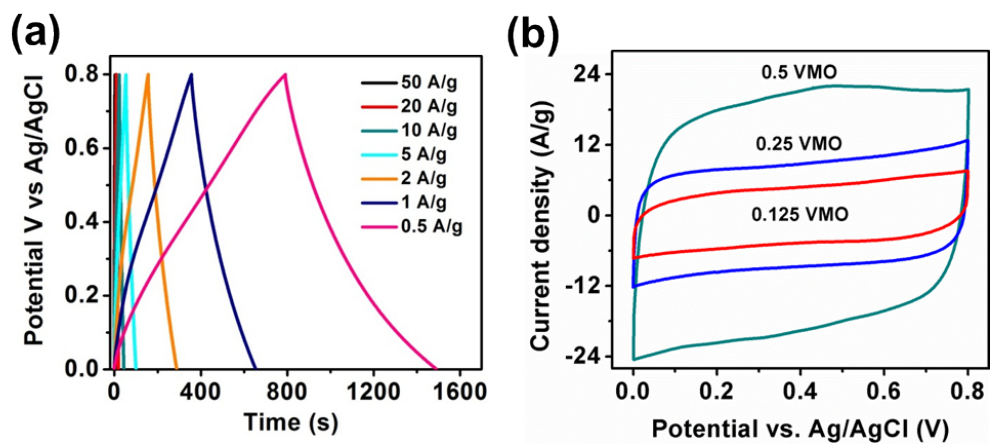 (a)
Potential V vs Ag/AgCl
0.8
0.6
0.4
0.2
0.0
50 A/g
20 A/g
10 A/g
5 A/g
2 A/g
1 A/g
0.5 A/g
0 400 800 1200 1600
Time (s)
(b)
Current density (A/g)
24
12
0
-12
-24
0.5 VMO
0.25 VMO
0.125 VMO
0.0 0.2 0.4 0.6 0.8
Potential vs. Ag/AgCl (V)